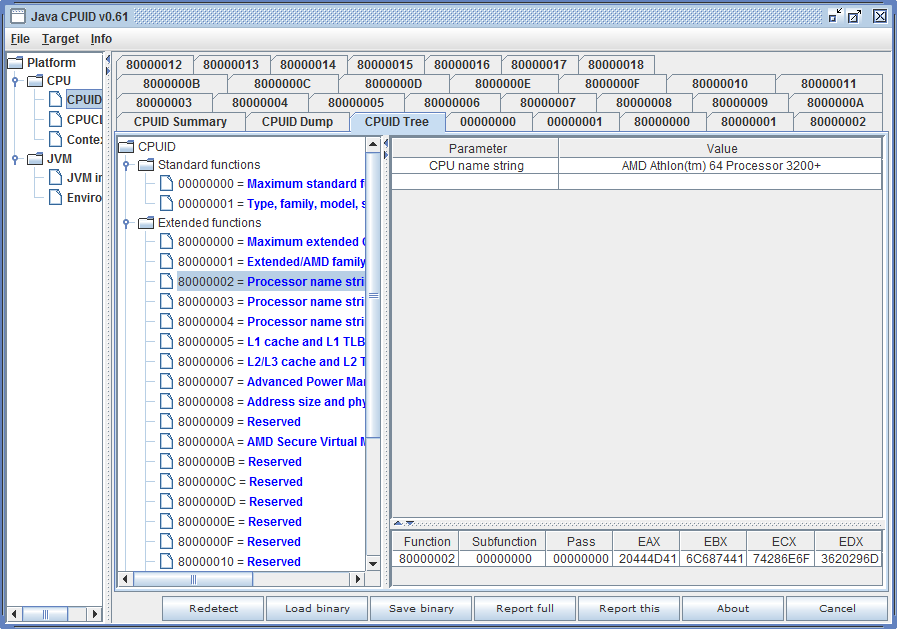 Java CPUID v0.61
File Target Info
Platform
CPU
CPUID
CPUCL
Contex
JVM
JVM in
Enviro
80000012 80000013 80000014 80000015 80000016 80000017 80000018
8000000B 8000000C 8000000D 8000000E 8000000F 80000010 80000011
80000003 80000004 80000005 80000006 80000007 80000008 80000009 8000000A
CPUID Summary CPUID Dump CPUID Tree 00000000 00000001 80000000 80000001 80000002
CPUID
Standard functions
00000000 = Maximum standard f
00000001 = Type, family, model, s
Extended functions
80000000 = Maximum extended
80000001 = Extended/AMD family
80000002 = Processor name stri
80000003 = Processor name stri
80000004 = Processor name stri
80000005 = L1 cache and L1 TLB
80000006 = L2/L3 cache and L2 T
80000007 = Advanced Power Man
80000008 = Address size and phy
80000009 = Reserved
8000000A = AMD Secure Virtual M
8000000B = Reserved
8000000C = Reserved
8000000D = Reserved
8000000E = Reserved
8000000F = Reserved
80000010 = Reserved
Parameter Value
CPU name string AMD Athlon(tm) 64 Processor 3200+
Function Subfunction Pass EAX EBX ECX EDX
80000002 00000000 00000000 20444D41 6C687441 74286E6F 3620296D
Redetect Load binary Save binary Report full Report this About Cancel